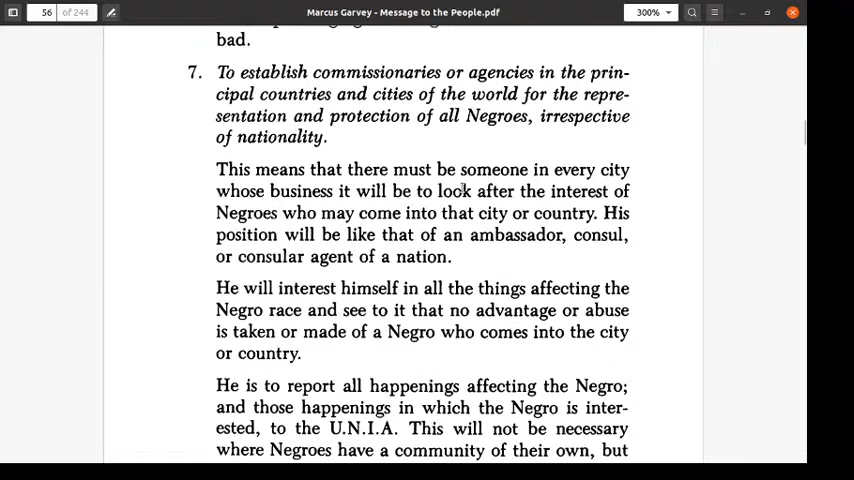 56 of 244
Marcus Garvey - Message to the People.pdf
300%
bad.
7. To establish commissionaries or agencies in the prin-
cipal countries and cities of the world for the repre-
sentation and protection of all Negroes, irrespective
of nationality.
This means that there must be someone in every city
whose business it will be to look after the interest of
Negroes who may come into that city or country. His
position will be like that of an ambassador, consul,
or consular agent of a nation.
He will interest himself in all the things affecting the
Negro race and see to it that no advantage or abuse
is taken or made of a Negro who comes into the city
or country.
He is to report all happenings affecting the Negro;
and those happenings in which the Negro is inter-
ested, to the U.N.I.A. This will not be necessary
where Negroes have a community of their own, but